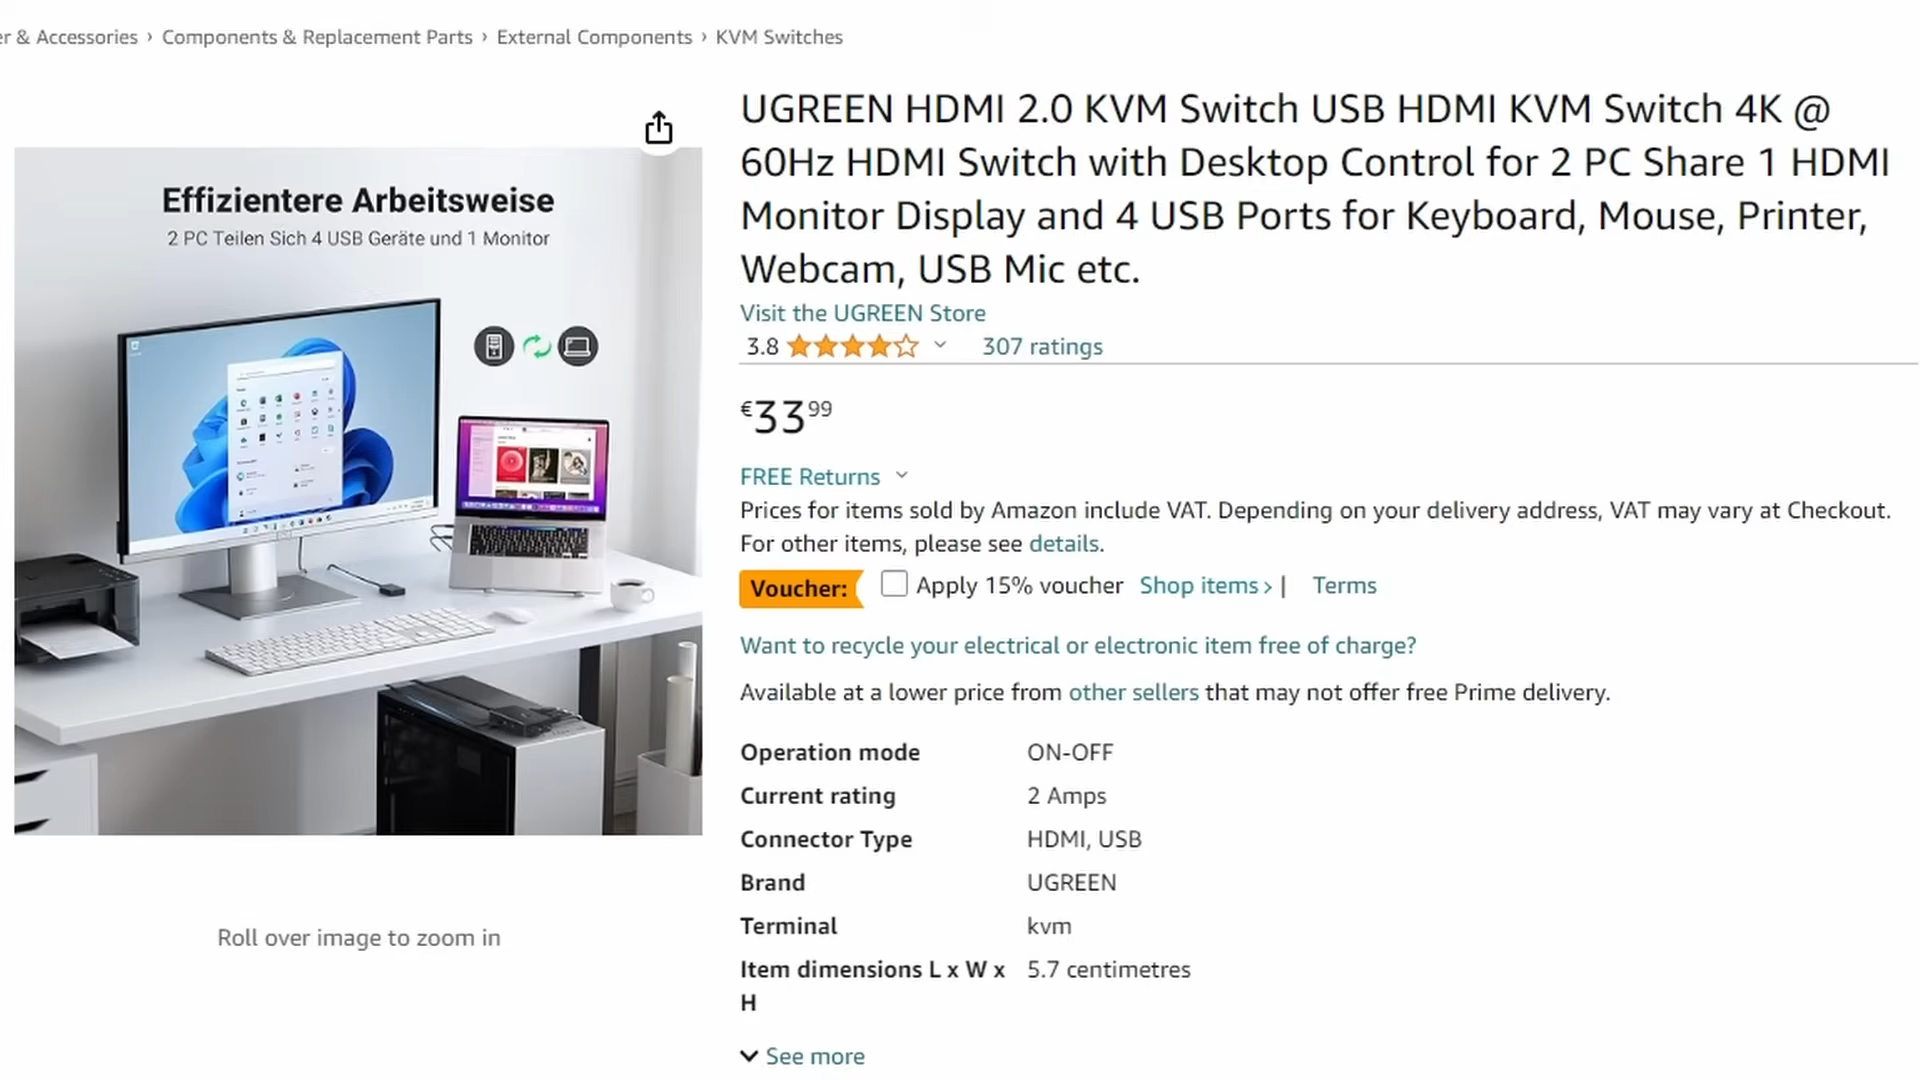 er & Accessories › Components & Replacement Parts › External Components › KVM Switches
Effizientere Arbeitsweise
2 PC Teilen Sich 4 USB Geräte und 1 Monitor
Roll over image to zoom in
UGREEN HDMI 2.0 KVM Switch USB HDMI KVM Switch 4K @
60Hz HDMI Switch with Desktop Control for 2 PC Share 1 HDMI
Monitor Display and 4 USB Ports for Keyboard, Mouse, Printer,
Webcam, USB Mic etc.
Visit the UGREEN Store
3.8 307 ratings
€33 99
FREE Returns
Prices for items sold by Amazon include VAT. Depending on your delivery address, VAT may vary at Checkout.
For other items, please see details.
Voucher: Apply 15% voucher Shop items › | Terms
Want to recycle your electrical or electronic item free of charge?
Available at a lower price from other sellers that may not offer free Prime delivery.
Operation mode ON-OFF
Current rating 2 Amps
Connector Type HDMI, USB
Brand UGREEN
Terminal kvm
Item dimensions L x W x 5.7 centimetres
H
See more